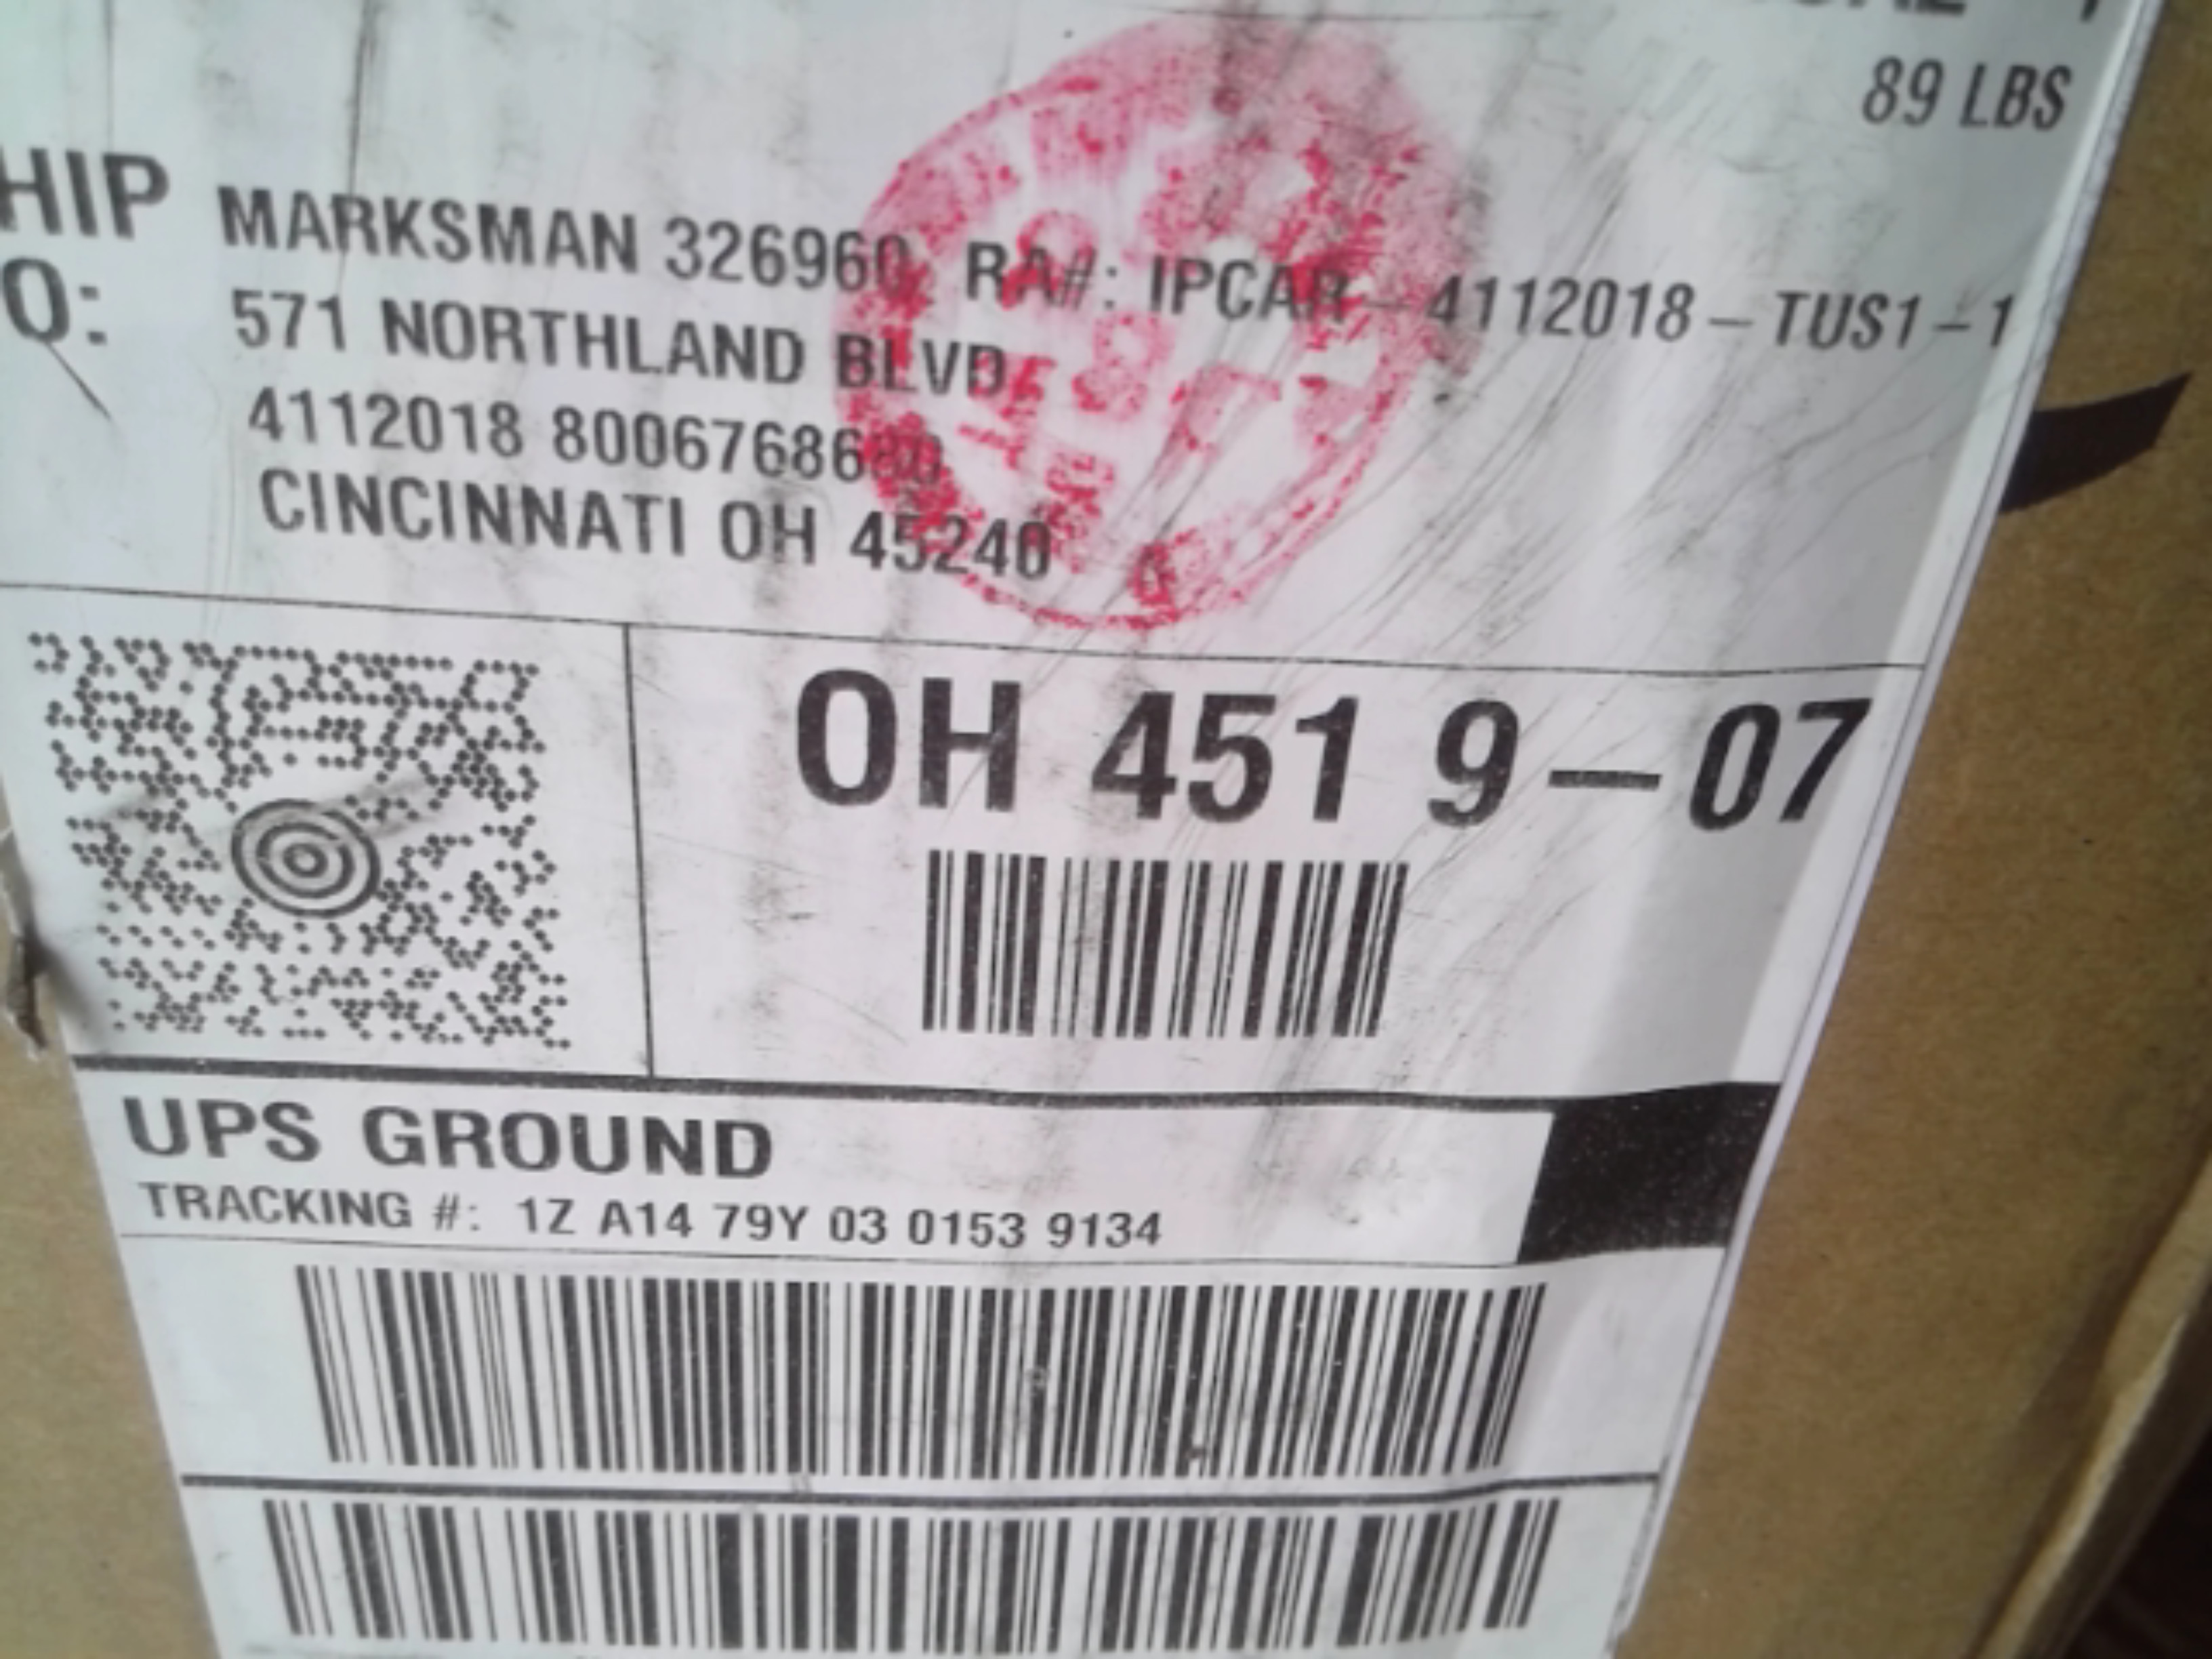 89 LBS
HIP
O:
MARKSMAN 326960 RA#: IPCAR-4112018-TUS1-1
571 NORTHLAND BLVD
4112018 8006768680
CINCINNATI OH 45240
OH 451 9-07
UPS GROUND
TRACKING #: 1Z A14 79Y 03 0153 9134